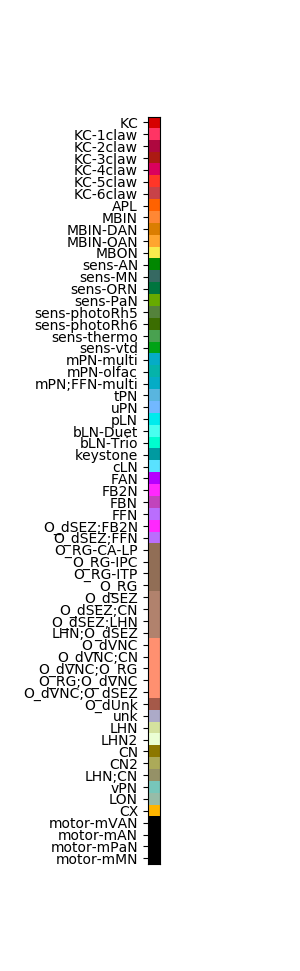 KC
KC-1claw
KC-2claw
KC-3claw
KC-4claw
KC-5claw
KC-6claw
APL
MBIN
MBIN-DAN
MBIN-OAN
MBON
sens-AN
sens-MN
sens-ORN
sens-PaN
sens-photoRh5
sens-photoRh6
sens-thermo
sens-vtd
mPN-multi
mPN-olfac
mPN;FFN-multi
tPN
uPN
pLN
bLN-Duet
bLN-Trio
keystone
cLN
FAN
FB2N
FBN
FFN
O_dSEZ;FB2N
O_dSEZ;FFN
O_RG-CA-LP
O_RG-IPC
O_RG-ITP
O_RG
O_dSEZ
O_dSEZ;CN
O_dSEZ;LHN
LHN;O_dSEZ
O_dVNC
O_dVNC;CN
O_dVNC;O_RG
O_RG;O_dVNC
O_dVNC;O_dSEZ
O_dUnk
unk
LHN
LHN2
CN
CN2
LHN;CN
vPN
LON
CX
motor-mVAN
motor-mAN
motor-mPaN
motor-mMN